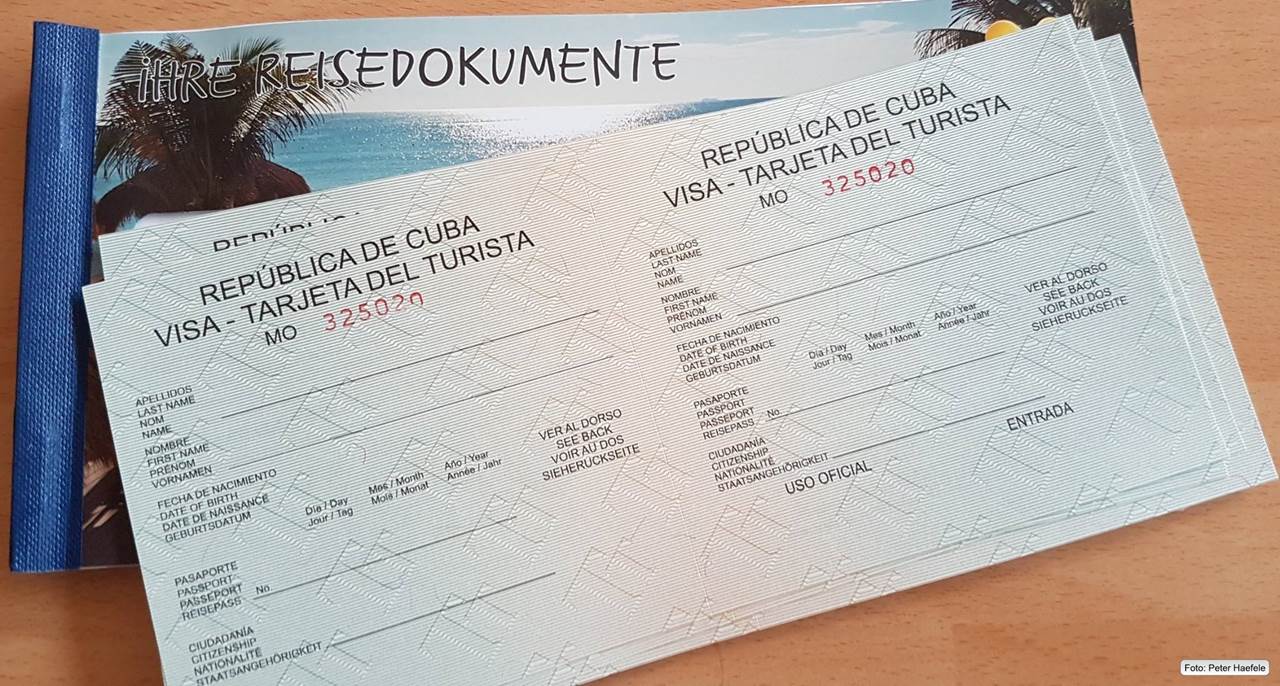 iHRE REISEDOKUMENTE
REPÚBLICA
REPÚBLICA DE CUBA
VISA - TARJETA DEL TURISTA
MO 325020
APELLIDOS
LAST NAME
NOM
NAME
NOMBRE
FIRST NAME
PRÉNOM
VORNAMEN
FECHA DE NACIMIENTO
DATE OF BIRTH
DATE DE NAISSANCE
GEBURTSDATUM
Día / Day
Jour / Tag
Mes / Month
Mois / Monat
Año / Year
Année / Jahr
VER AL DORSO
SEE BACK
VOIR AU DOS
SIEHERÜCKSEITE
PASAPORTE
PASSPORT
PASSEPORT
REISEPASS
No.
CIUDADANÍA
CITIZENSHIP
NATIONALITÉ
STAATSANGEHÖRIGKEIT
REPÚBLICA DE CUBA
VISA - TARJETA DEL TURISTA
MO 325020
APELLIDOS
LAST NAME
NOM
NAME
NOMBRE
FIRST NAME
PRÉNOM
VORNAMEN
FECHA DE NACIMIENTO
DATE OF BIRTH
DATE DE NAISSANCE
GEBURTSDATUM
Día / Day
Jour / Tag
Mes / Month
Mois / Monat
Año / Year
Année / Jahr
VER AL DORSO
SEE BACK
VOIR AU DOS
SIEHERÜCKSEITE
PASAPORTE
PASSPORT
PASSEPORT
REISEPASS
No.
CIUDADANÍA
CITIZENSHIP
NATIONALITÉ
STAATSANGEHÖRIGKEIT
USO OFICIAL
ENTRADA
Foto: Peter Haefele